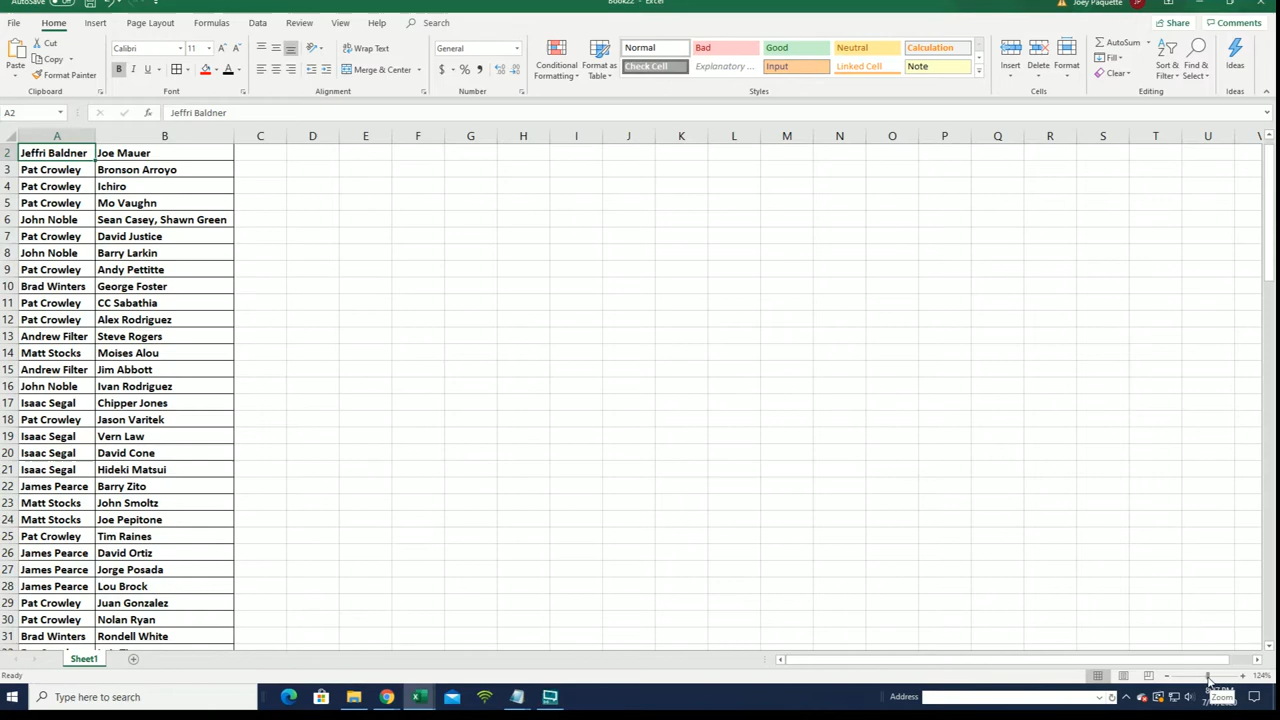 AutoSave Off Book22 - Excel Joey Paquette JP
File Home Insert Page Layout Formulas Data Review View Help Search Share Comments
Paste Cut Copy Format Painter Clipboard
Calibri 11 B I U Font
Wrap Text Merge & Center Alignment
General $ % Number
Conditional Formatting Format as Table
Normal Bad Good Neutral Calculation
Check Cell Explanatory ... Input Linked Cell Note
Styles
Insert Delete Format Cells
AutoSum Fill Clear Sort & Filter Find & Select Editing
Ideas Ideas
A2 fx Jeffri Baldner
A B C D E F G H I J K L M N O P Q R S T U V
2 Jeffri Baldner Joe Mauer
3 Pat Crowley Bronson Arroyo
4 Pat Crowley Ichiro
5 Pat Crowley Mo Vaughn
6 John Noble Sean Casey, Shawn Green
7 Pat Crowley David Justice
8 John Noble Barry Larkin
9 Pat Crowley Andy Pettitte
10 Brad Winters George Foster
11 Pat Crowley CC Sabathia
12 Pat Crowley Alex Rodriguez
13 Andrew Filter Steve Rogers
14 Matt Stocks Moises Alou
15 Andrew Filter Jim Abbott
16 John Noble Ivan Rodriguez
17 Isaac Segal Chipper Jones
18 Pat Crowley Jason Varitek
19 Isaac Segal Vern Law
20 Isaac Segal David Cone
21 Isaac Segal Hideki Matsui
22 James Pearce Barry Zito
23 Matt Stocks John Smoltz
24 Matt Stocks Joe Pepitone
25 Pat Crowley Tim Raines
26 James Pearce David Ortiz
27 James Pearce Jorge Posada
28 James Pearce Lou Brock
29 Pat Crowley Juan Gonzalez
30 Pat Crowley Nolan Ryan
31 Brad Winters Rondell White
Sheet1
Ready 124%
Type here to search Address Zoom